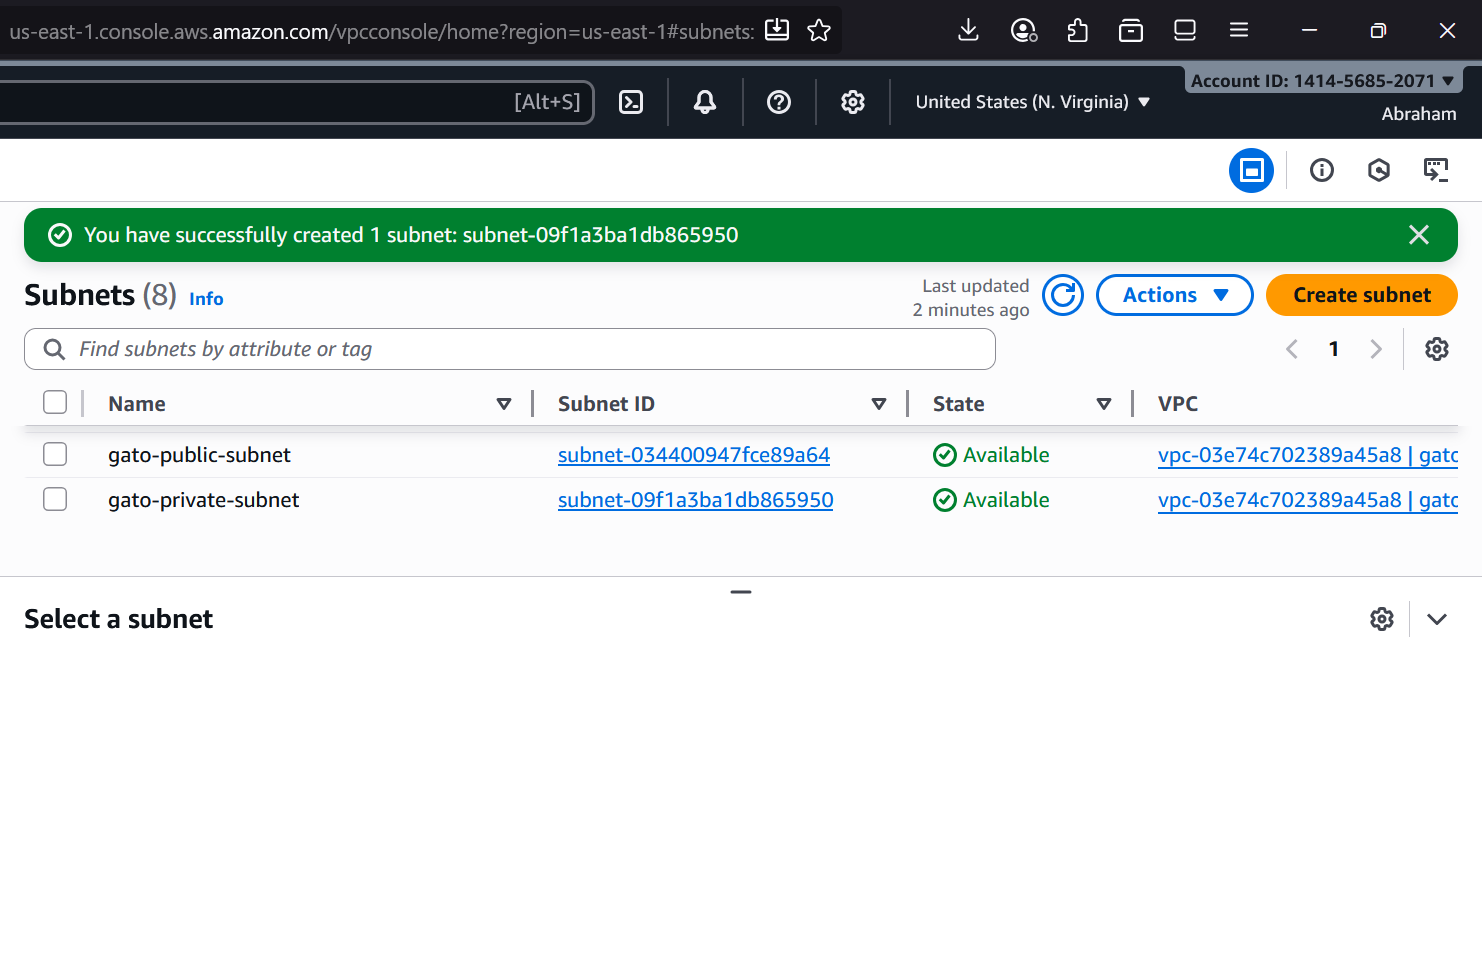 us-east-1.console.aws.amazon.com/vpcconsole/home?region=us-east-1#subnets:
[Alt+S]
United States (N. Virginia)
Account ID: 1414-5685-2071
Abraham
You have successfully created 1 subnet: subnet-09f1a3ba1db865950
Subnets (8) Info
Last updated
2 minutes ago
Actions
Create subnet
Find subnets by attribute or tag
1
Name
Subnet ID
State
VPC
gato-public-subnet
subnet-034400947fce89a64
Available
vpc-03e74c702389a45a8 | gato
gato-private-subnet
subnet-09f1a3ba1db865950
Available
vpc-03e74c702389a45a8 | gato
Select a subnet